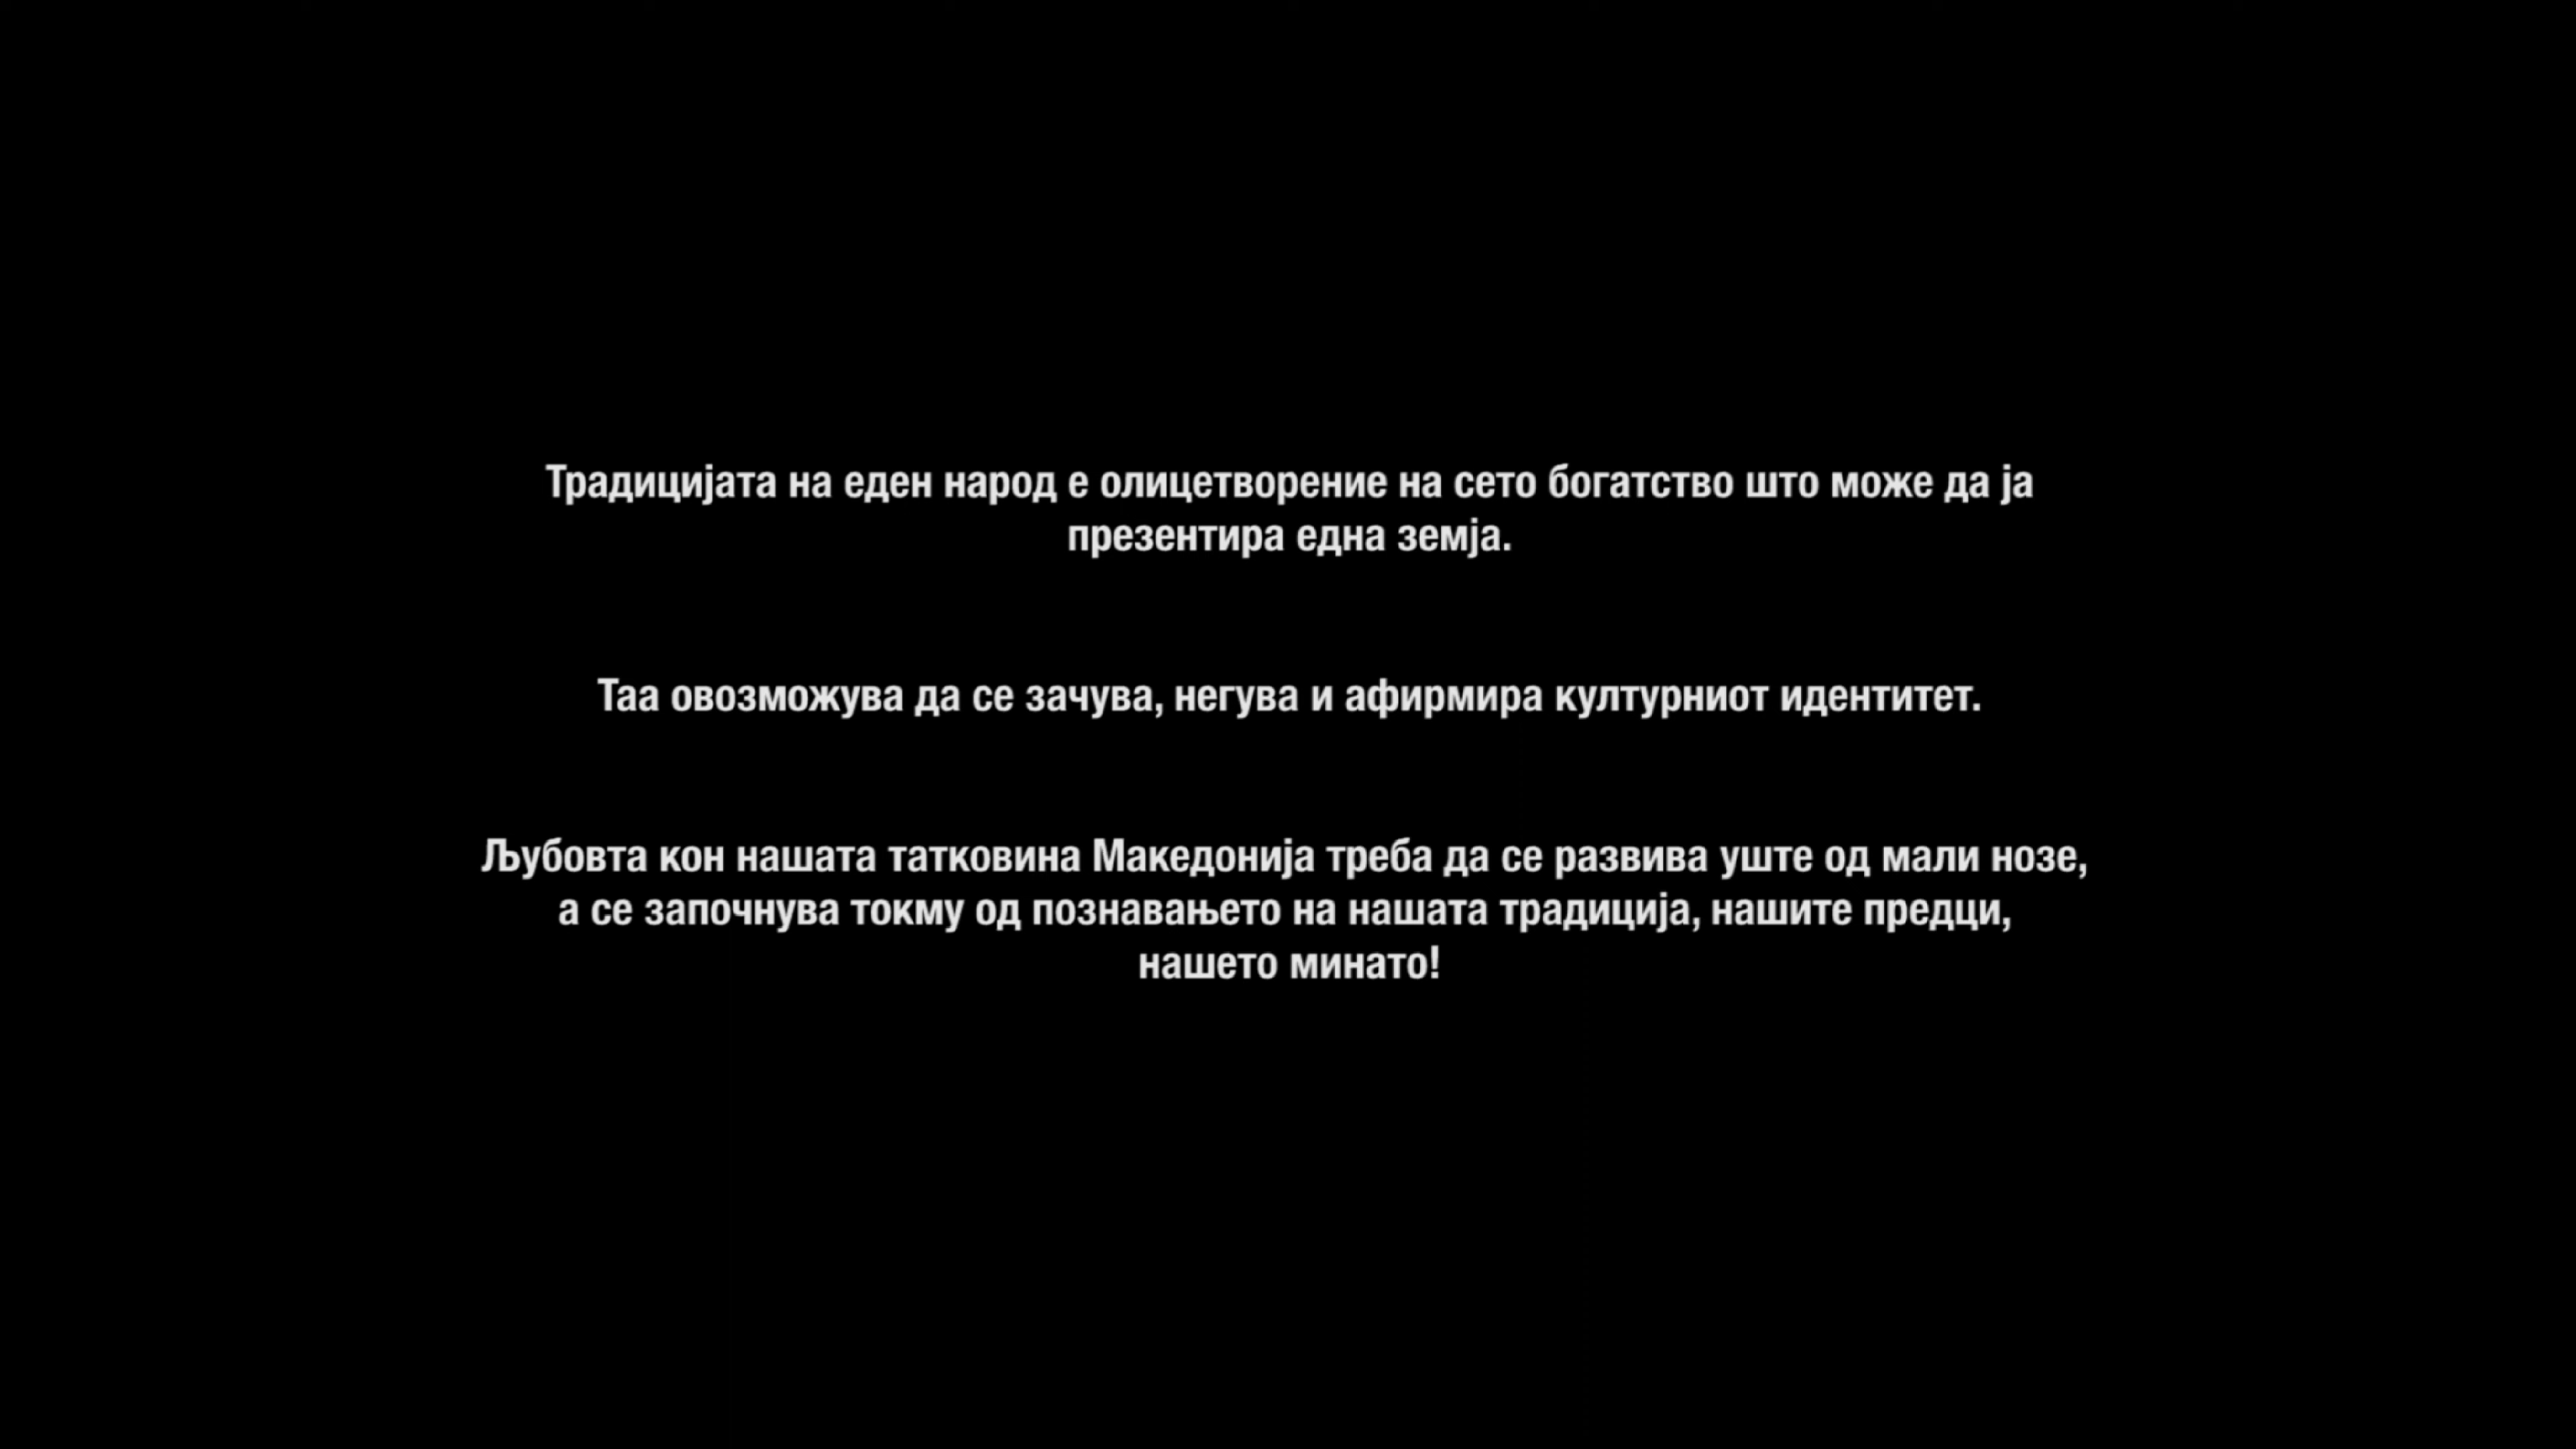 Традицијата на еден народ е олицетворение на сето богатство што може да ја
презентира една земја.
Таа овозможува да се зачува, негува и афирмира културниот идентитет.
Љубовта кон нашата татковина Македонија треба да се развива уште од мали нозе,
а се започнува токму од познавањето на нашата традиција, нашите предци,
нашето минато!